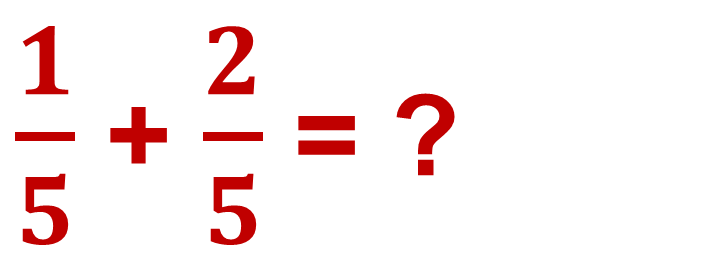 1/5 + 2/5 = ?